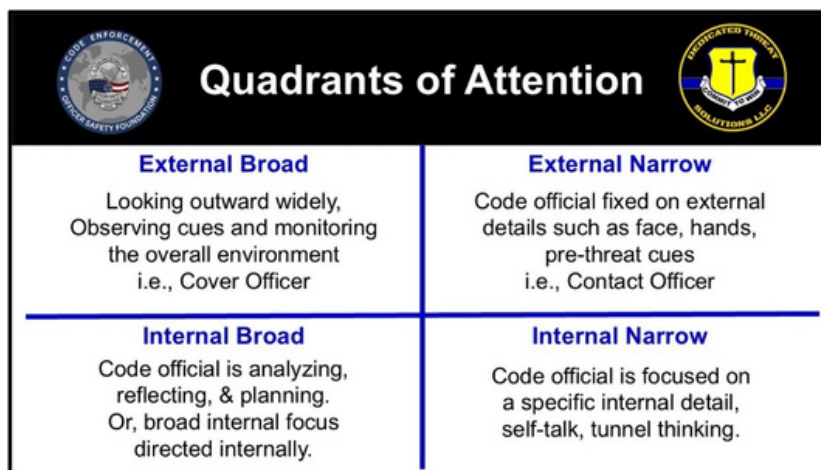 Quadrants of Attention
CODE ENFORCEMENT
OFFICER SAFETY FOUNDATION
DEDICATED THREAT
COMMIT TO WIN
SOLUTIONS LLC
External Broad
Looking outward widely,
Observing cues and monitoring
the overall environment
i.e., Cover Officer
External Narrow
Code official fixed on external
details such as face, hands,
pre-threat cues
i.e., Contact Officer
Internal Broad
Code official is analyzing,
reflecting, & planning.
Or, broad internal focus
directed internally.
Internal Narrow
Code official is focused on
a specific internal detail,
self-talk, tunnel thinking.